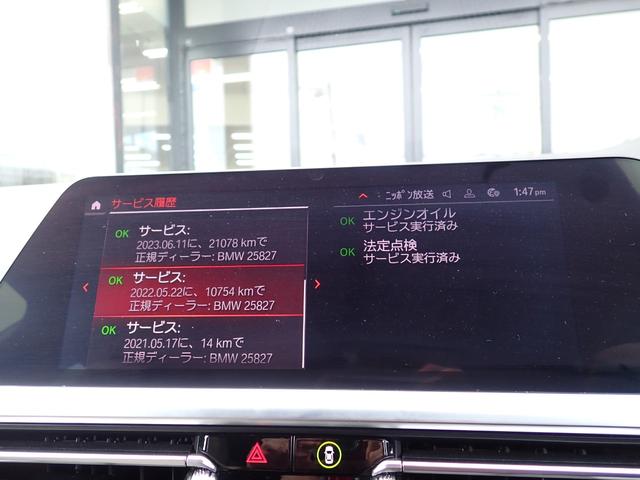 サービス履歴
ニッポン放送
1:47 pm
OK サービス:
2023.06.11に、21078 kmで
正規ディーラー: BMW 25827
OK サービス:
2022.05.22に、10754 kmで
正規ディーラー: BMW 25827
OK サービス:
2021.05.17に、14 kmで
正規ディーラー: BMW 25827
OK エンジンオイル
サービス実行済み
OK 法定点検
サービス実行済み